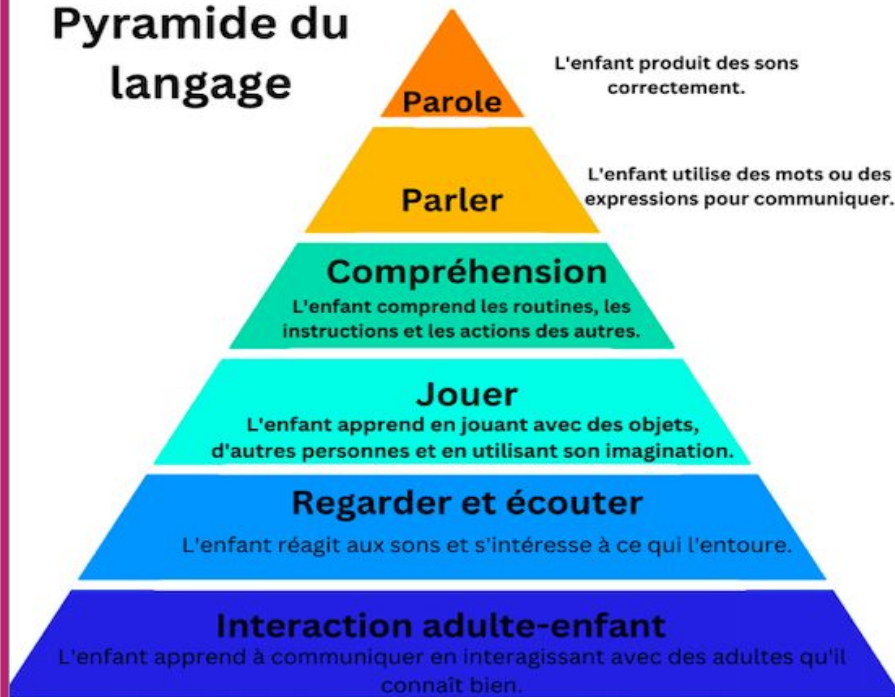 Pyramide du
langage
L'enfant produit des sons
correctement.
Parole
L'enfant utilise des mots ou des
expressions pour communiquer.
Parler
Compréhension
L'enfant comprend les routines, les
instructions et les actions des autres.
Jouer
L'enfant apprend en jouant avec des objets,
d'autres personnes et en utilisant son imagination.
Regarder et écouter
L'enfant réagit aux sons et s'intéresse à ce qui l'entoure.
Interaction adulte-enfant
L'enfant apprend à communiquer en interagissant avec des adultes qu'il
connaît bien.